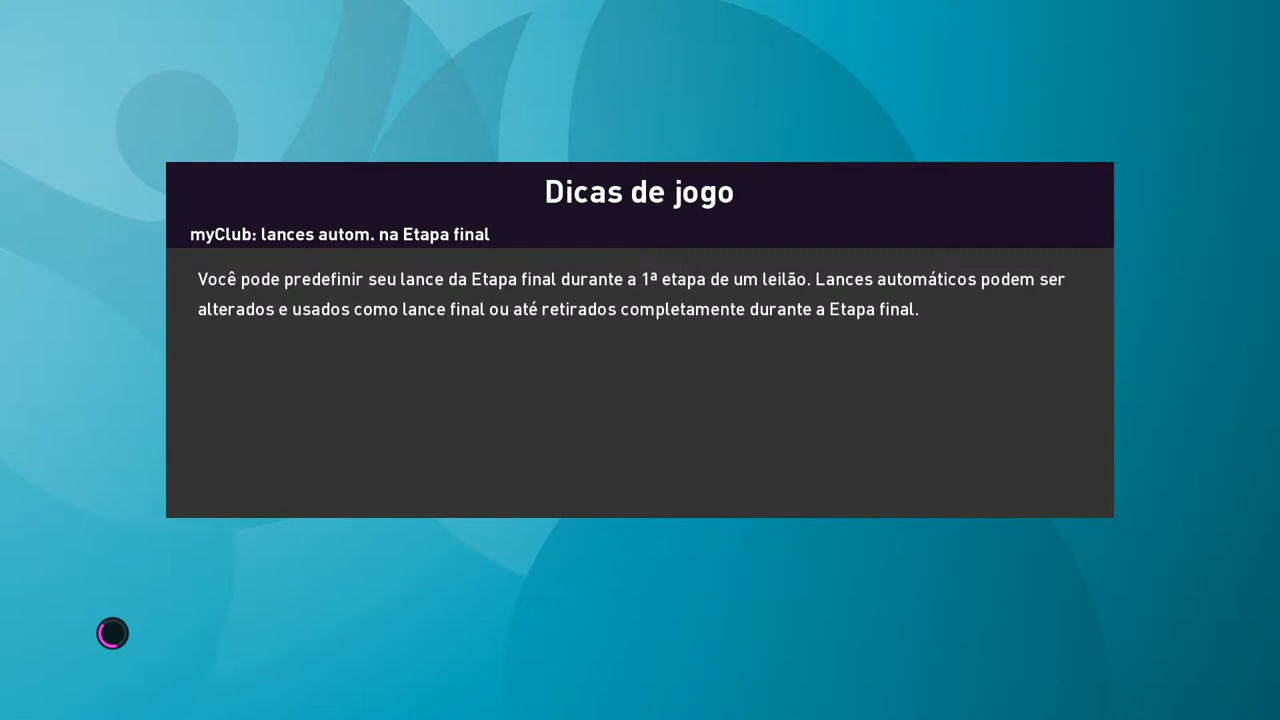 Dicas de jogo
myClub: lances autom. na Etapa final
Você pode predefinir seu lance da Etapa final durante a 1ª etapa de um leilão. Lances automáticos podem ser
alterados e usados como lance final ou até retirados completamente durante a Etapa final.